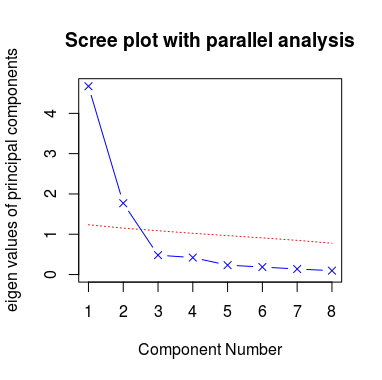 Scree plot with parallel analysis
eigen values of principal components
4
3
2
1
0
1 2 3 4 5 6 7 8
Component Number